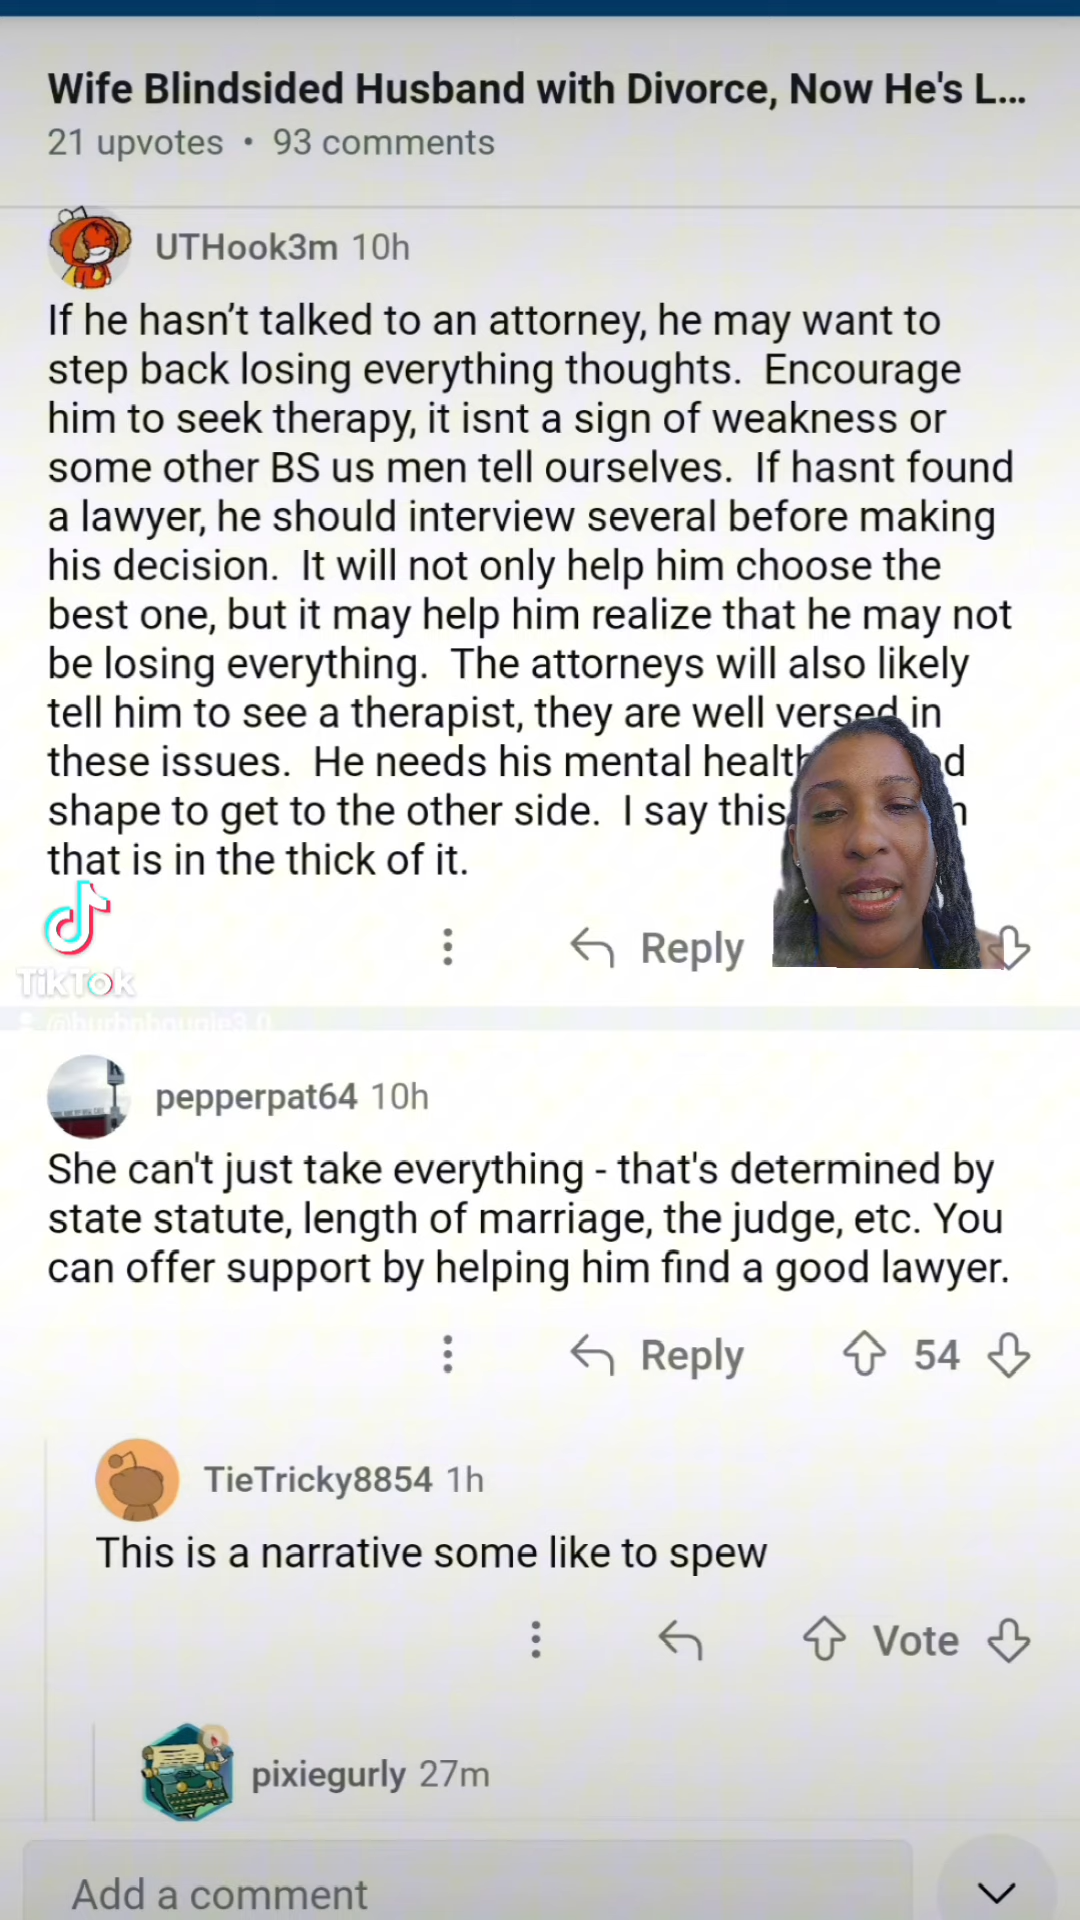 Wife Blindsided Husband with Divorce, Now He's L...
21 upvotes • 93 comments
UTHook3m 10h
If he hasn't talked to an attorney, he may want to
step back losing everything thoughts. Encourage
him to seek therapy, it isnt a sign of weakness or
some other BS us men tell ourselves. If hasnt found
a lawyer, he should interview several before making
his decision. It will not only help him choose the
best one, but it may help him realize that he may not
be losing everything. The attorneys will also likely
tell him to see a therapist, they are well versed in
these issues. He needs his mental
shape to get to the other side. I say this
that is in the thick of it.
TikTok
Reply
pepperpat64 10h
She can't just take everything - that's determined by
state statute, length of marriage, the judge, etc. You
can offer support by helping him find a good lawyer.
Reply 54
TieTricky8854 1h
This is a narrative some like to spew
Vote
pixiegurly 27m
Add a comment